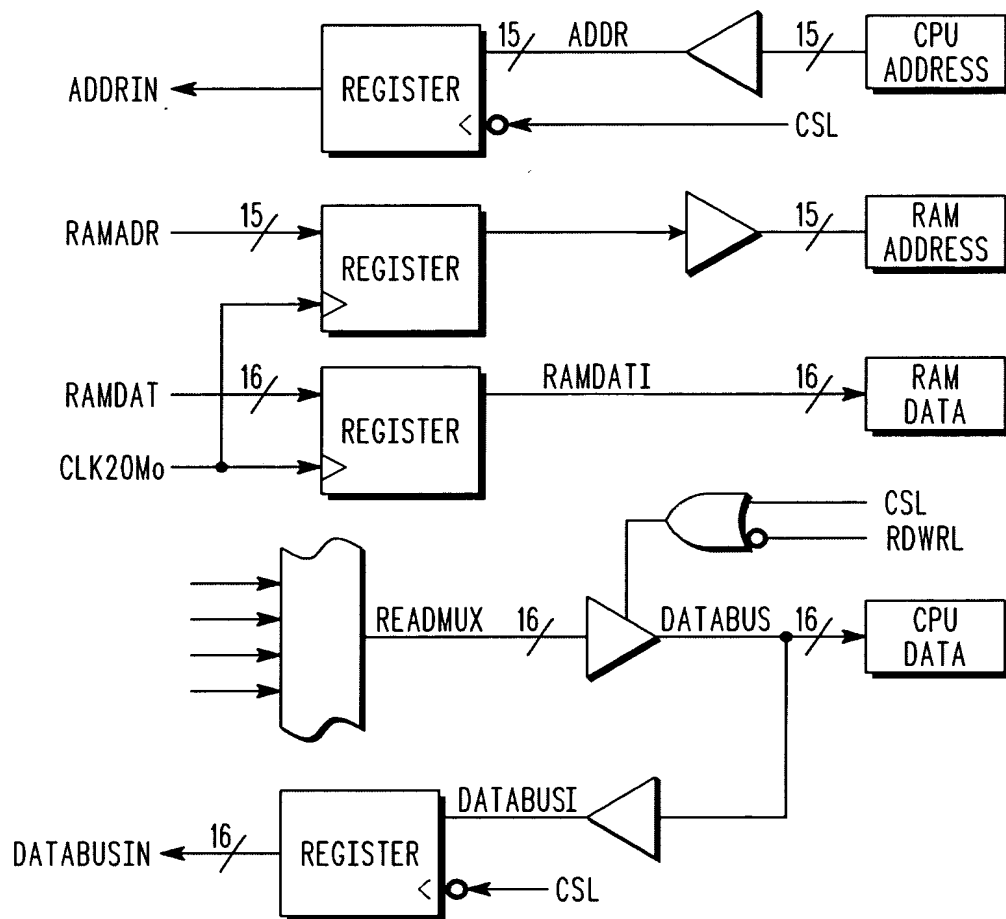 15 ADDR 15 CPU ADDRESS
ADDRIN REGISTER
CSL
RAMADR 15 REGISTER 15 RAM ADDRESS
RAMDAT 16 REGISTER RAMDATI 16 RAM DATA
CLK20Mo
CSL
RDWRL
READMUX 16 DATABUS 16 CPU DATA
DATABUSI
DATABUSIN 16 REGISTER
CSL